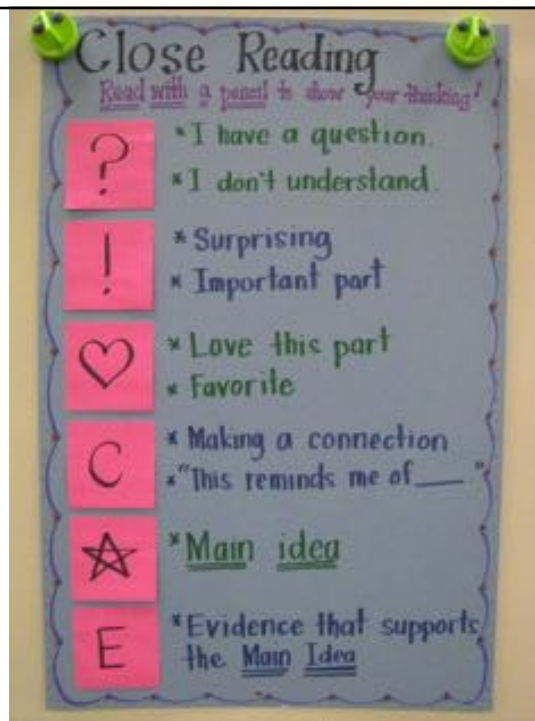 Close Reading
Read with a pencil to show your thinking!
?
*I have a question.
*I don't understand.
!
*Surprising
*Important part
*Love this part
*Favorite
C
*Making a connection
*"This reminds me of ___."
*Main idea
E
*Evidence that supports
the Main Idea